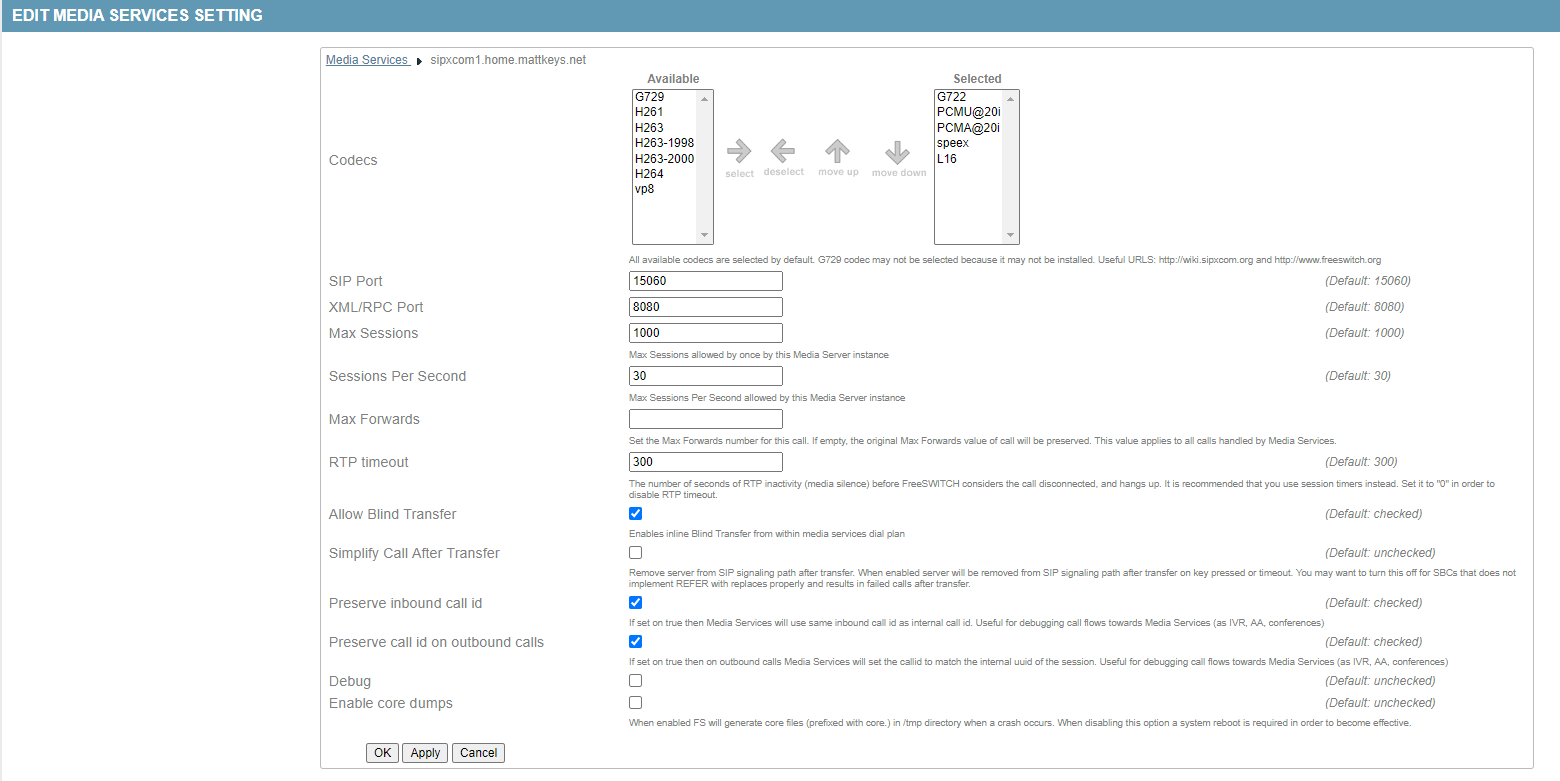 EDIT MEDIA SERVICES SETTING
Media Services ▶ sipxcom1.home.mattkeys.net
Available
Selected
Codecs
G729
H261
H263
H263-1998
H263-2000
H264
vp8
select
deselect
move up
move down
G722
PCMU@20i
PCMA@20i
speex
L16
All available codecs are selected by default. G729 codec may not be selected because it may not be installed. Useful URLS: http://wiki.sipxcom.org and http://www.freeswitch.org
SIP Port 15060 (Default: 15060)
XML/RPC Port 8080 (Default: 8080)
Max Sessions 1000 (Default: 1000)
Max Sessions allowed by once by this Media Server instance
Sessions Per Second 30 (Default: 30)
Max Sessions Per Second allowed by this Media Server instance
Max Forwards
Set the Max Forwards number for this call. If empty, the original Max Forwards value of call will be preserved. This value applies to all calls handled by Media Services.
RTP timeout 300 (Default: 300)
The number of seconds of RTP inactivity (media silence) before FreeSWITCH considers the call disconnected, and hangs up. It is recommended that you use session timers instead. Set it to "0" in order to
disable RTP timeout.
Allow Blind Transfer (Default: checked)
Enables inline Blind Transfer from within media services dial plan
Simplify Call After Transfer (Default: unchecked)
Remove server from SIP signaling path after transfer. When enabled server will be removed from SIP signaling path after transfer on key pressed or timeout. You may want to turn this off for SBCs that does not
implement REFER with replaces properly and results in failed calls after transfer.
Preserve inbound call id (Default: checked)
If set on true then Media Services will use same inbound call id as internal call id. Useful for debugging call flows towards Media Services (as IVR, AA, conferences)
Preserve call id on outbound calls (Default: checked)
If set on true then on outbound calls Media Services will set the callid to match the internal uuid of the session. Useful for debugging call flows towards Media Services (as IVR, AA, conferences)
Debug (Default: unchecked)
Enable core dumps (Default: unchecked)
When enabled FS will generate core files (prefixed with core.) in /tmp directory when a crash occurs. When disabling this option a system reboot is required in order to become effective.
OK Apply Cancel